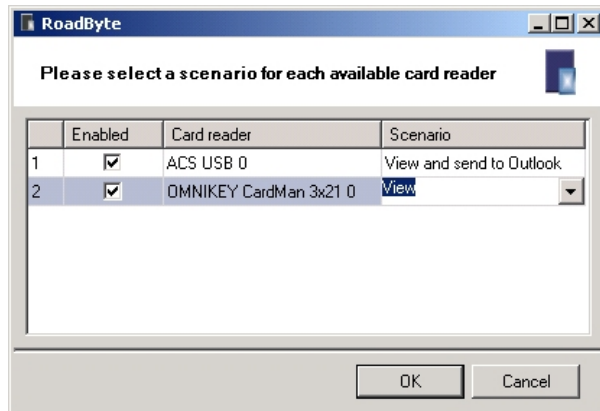 RoadByte
Please select a scenario for each available card reader
Enabled Card reader Scenario
1 ACS USB 0 View and send to Outlook
2 OMNIKEY CardMan 3x21 0 View
OK Cancel